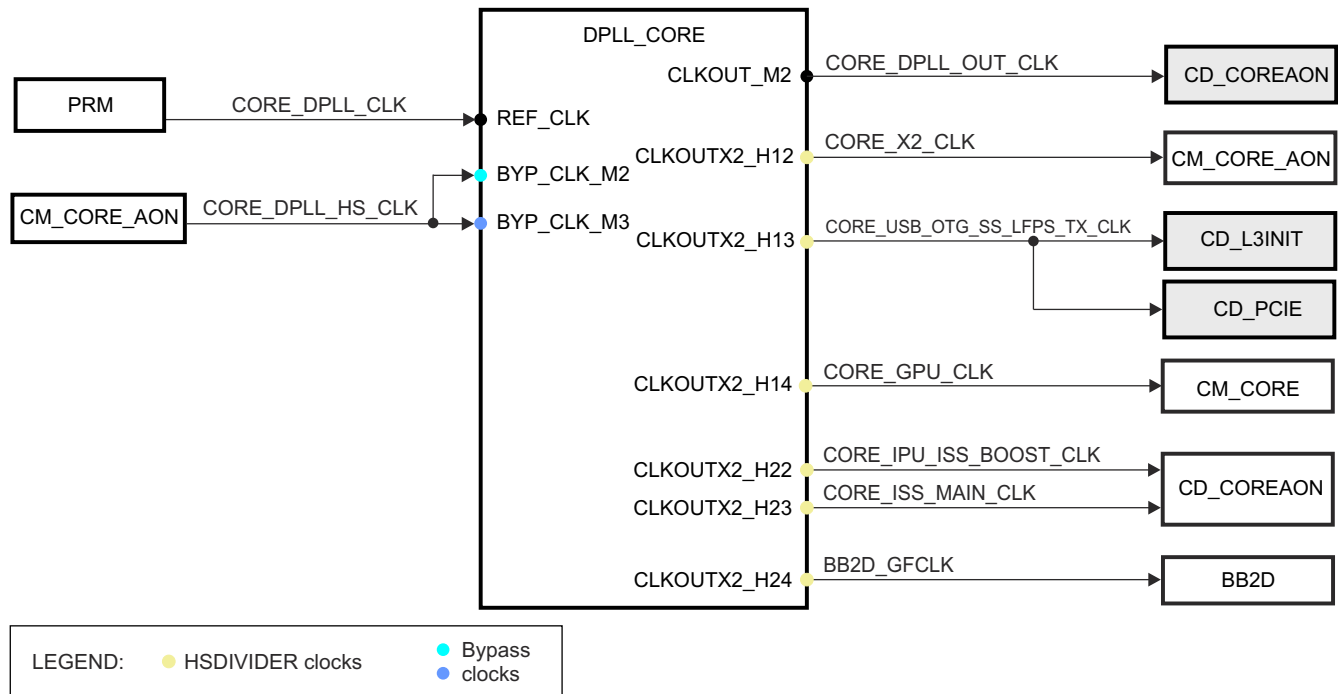 DPLL_CORE
CLKOUT_M2
CORE_DPLL_OUT_CLK
CD_COREAON
PRM
CORE_DPLL_CLK
REF_CLK
CLKOUTX2_H12
CORE_X2_CLK
CM_CORE_AON
BYP_CLK_M2
CM_CORE_AON
CORE_DPLL_HS_CLK
BYP_CLK_M3
CLKOUTX2_H13
CORE_USB_OTG_SS_LFPS_TX_CLK
CD_L3INIT
CD_PCIE
CLKOUTX2_H14
CORE_GPU_CLK
CM_CORE
CLKOUTX2_H22
CORE_IPU_ISS_BOOST_CLK
CLKOUTX2_H23
CORE_ISS_MAIN_CLK
CD_COREAON
CLKOUTX2_H24
BB2D_GFCLK
BB2D
LEGEND:
HSDIVIDER clocks
Bypass
clocks